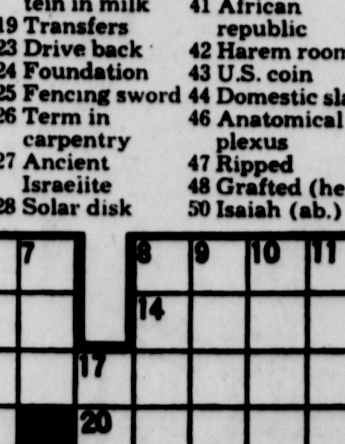 tein in milk
19 Transfers
23 Drive back
24 Foundation
25 Fencing sword
26 Term in
carpentry
27 Ancient
Israeiite
28 Solar disk
41 African
republic
42 Harem room
43 U.S. coin
44 Domestic sla
46 Anatomical
plexus
47 Ripped
48 Grafted (he
50 Isaiah (ab.)
7 8 9 10 11
14
17
20